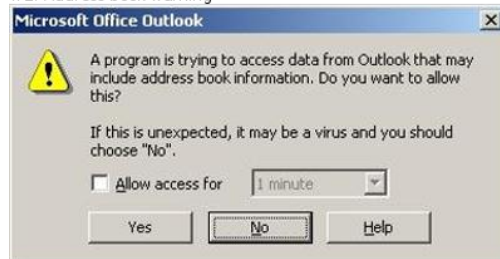 Microsoft Office Outlook
A program is trying to access data from Outlook that may
include address book information. Do you want to allow
this?
If this is unexpected, it may be a virus and you should
choose "No".
Allow access for 1 minute
Yes No Help